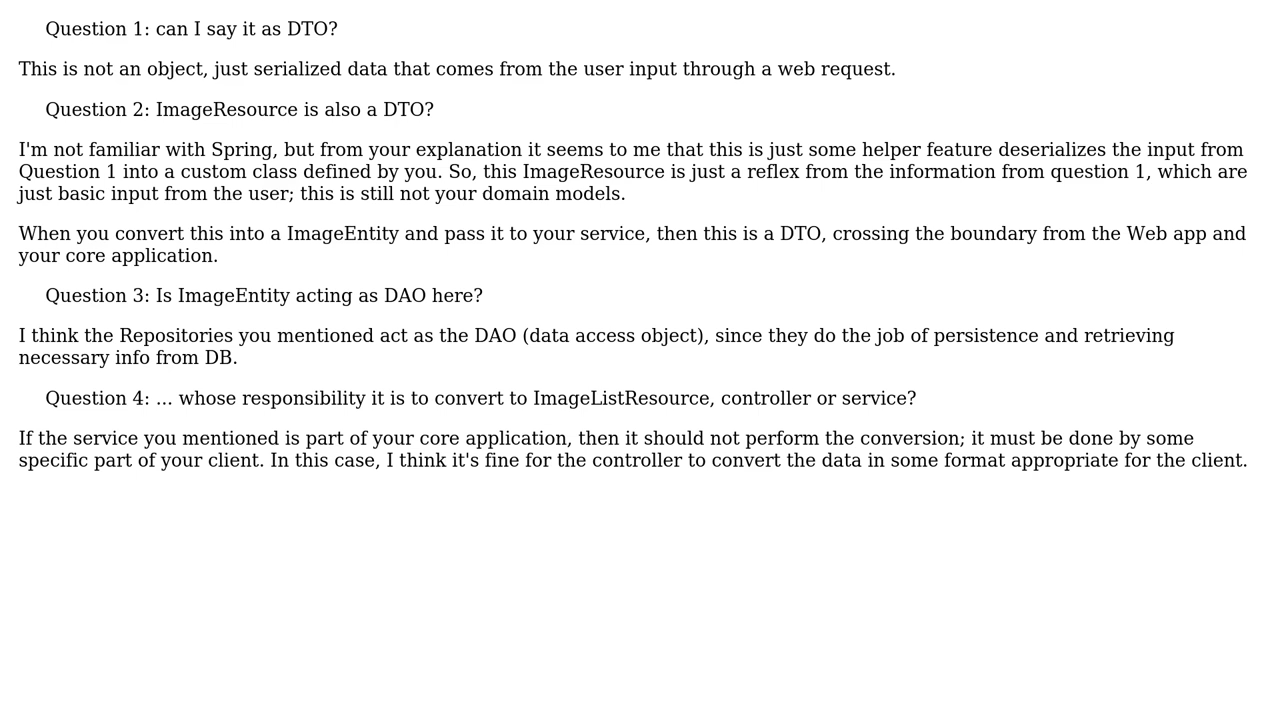 Question 1: can I say it as DTO?
This is not an object, just serialized data that comes from the user input through a web request.
Question 2: ImageResource is also a DTO?
I'm not familiar with Spring, but from your explanation it seems to me that this is just some helper feature deserializes the input from
Question 1 into a custom class defined by you. So, this ImageResource is just a reflex from the information from question 1, which are
just basic input from the user; this is still not your domain models.
When you convert this into a ImageEntity and pass it to your service, then this is a DTO, crossing the boundary from the Web app and
your core application.
Question 3: Is ImageEntity acting as DAO here?
I think the Repositories you mentioned act as the DAO (data access object), since they do the job of persistence and retrieving
necessary info from DB.
Question 4: ... whose responsibility it is to convert to ImageListResource, controller or service?
If the service you mentioned is part of your core application, then it should not perform the conversion; it must be done by some
specific part of your client. In this case, I think it's fine for the controller to convert the data in some format appropriate for the client.